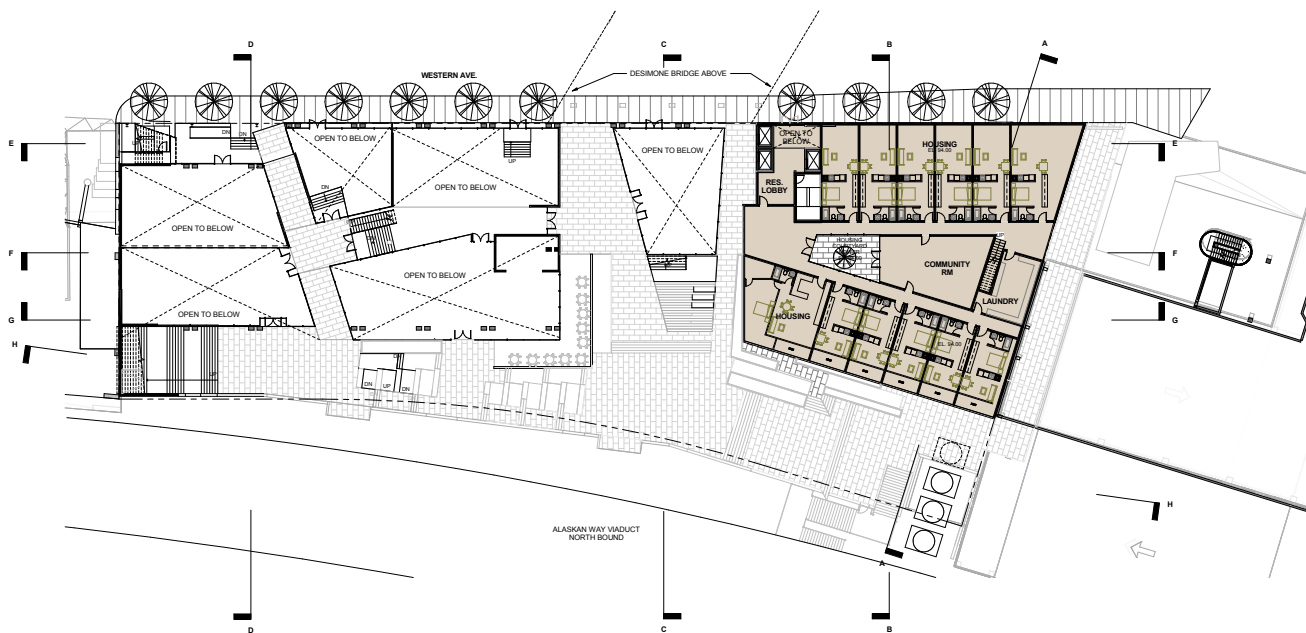 D
C
B
A
WESTERN AVE.
DESIMONE BRIDGE ABOVE
E
DN
DN
UP
OPEN TO BELOW
OPEN TO BELOW
UP
OPEN TO BELOW
OPEN TO
BELOW
HOUSING
EL. 94.00
E
RES.
LOBBY
DN
OPEN TO BELOW
F
HOUSING
UP
COMMUNITY
RM
F
OPEN TO BELOW
LAUNDRY
G
OPEN TO BELOW
HOUSING
G
H
EL. 94.00
UP
DN
UP
DN
H
ALASKAN WAY VIADUCT
NORTH BOUND
A
D
C
B